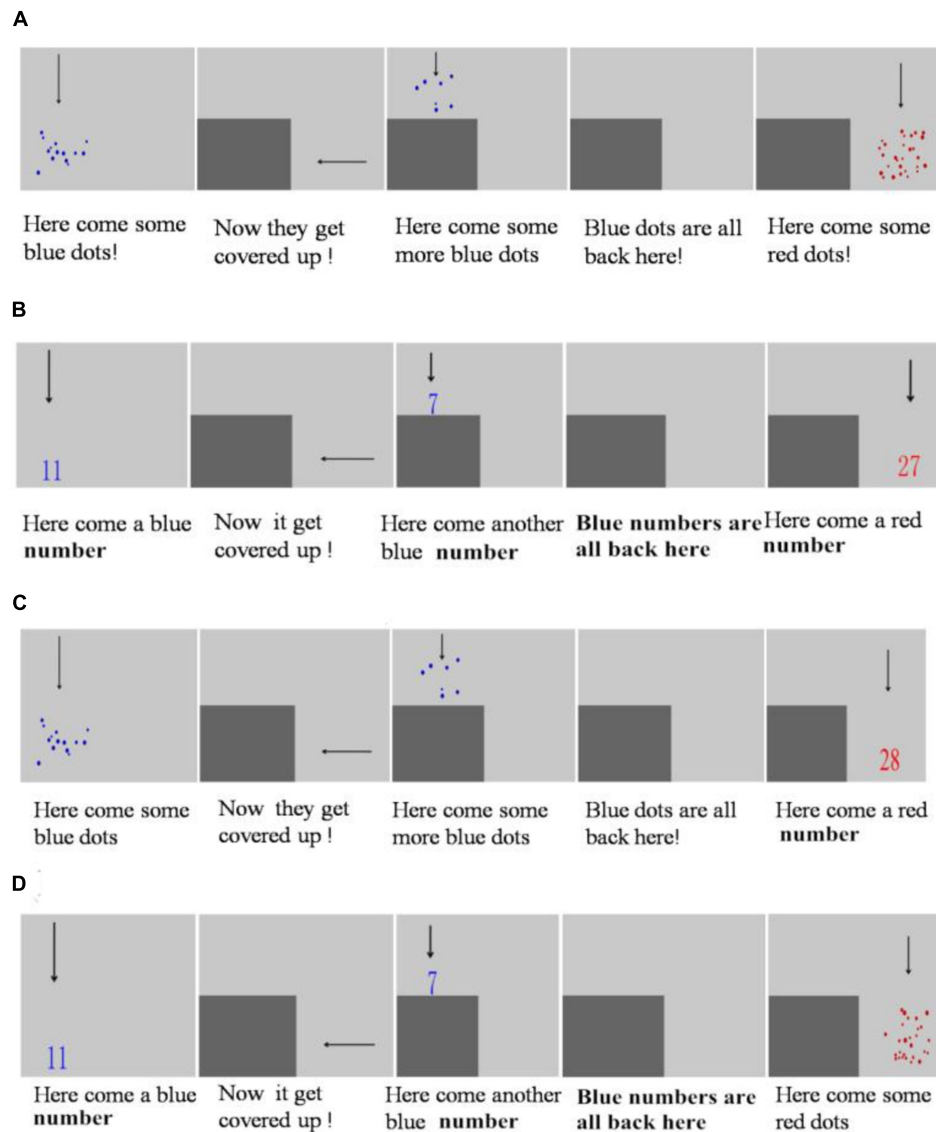 A
Here come some
blue dots!
Now they get
covered up !
Here come some
more blue dots
Blue dots are all
back here!
Here come some
red dots!
B
11
7
27
Here come a blue
number
Now it get
covered up !
Here come another
blue number
Blue numbers are
all back here
Here come a red
number
C
28
Here come some
blue dots
Now they get
covered up !
Here come some
more blue dots
Blue dots are all
back here!
Here come a red
number
D
11
7
Here come a blue
number
Now it get
covered up !
Here come another
blue number
Blue numbers are
all back here
Here come some
red dots